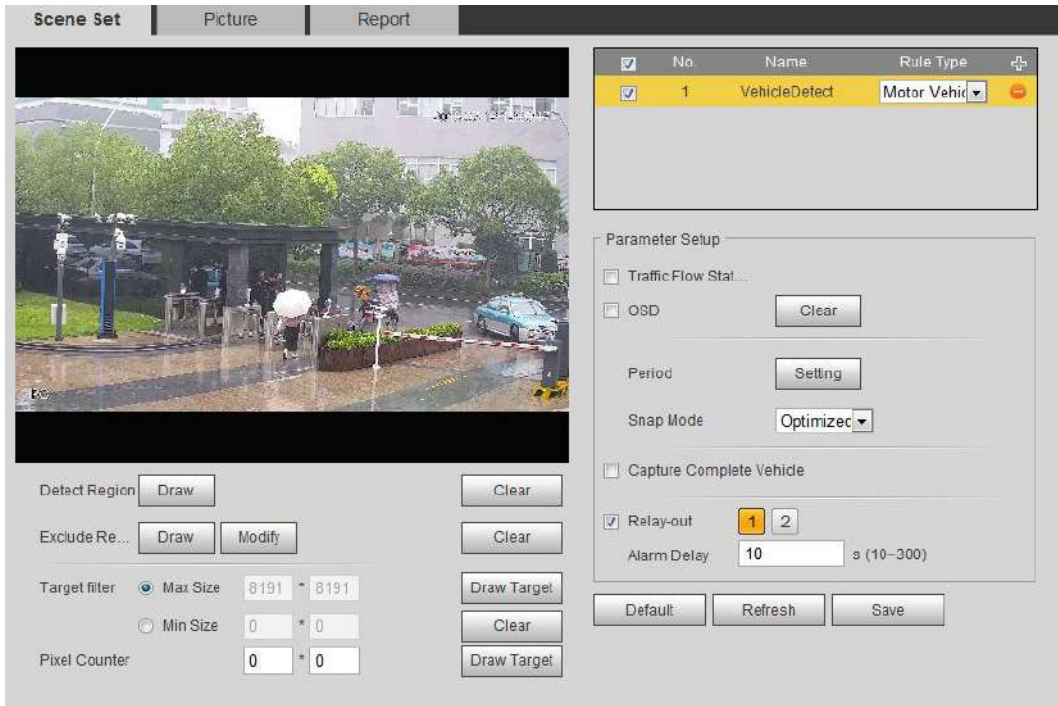 Scene Set Picture Report
No. Name Rule Type
1 VehicleDetect Motor Vehic
Parameter Setup
Traffic Flow Stat...
OSD Clear
Period Setting
Snap Mode Optimized
Capture Complete Vehicle
Relay-out 1 2
Alarm Delay 10 s (10~300)
Default Refresh Save
IPC
Detect Region Draw Clear
Exclude Re... Draw Modify Clear
Target filter Max Size 8191 * 8191 Draw Target
Min Size 0 * 0 Clear
Pixel Counter 0 * 0 Draw Target